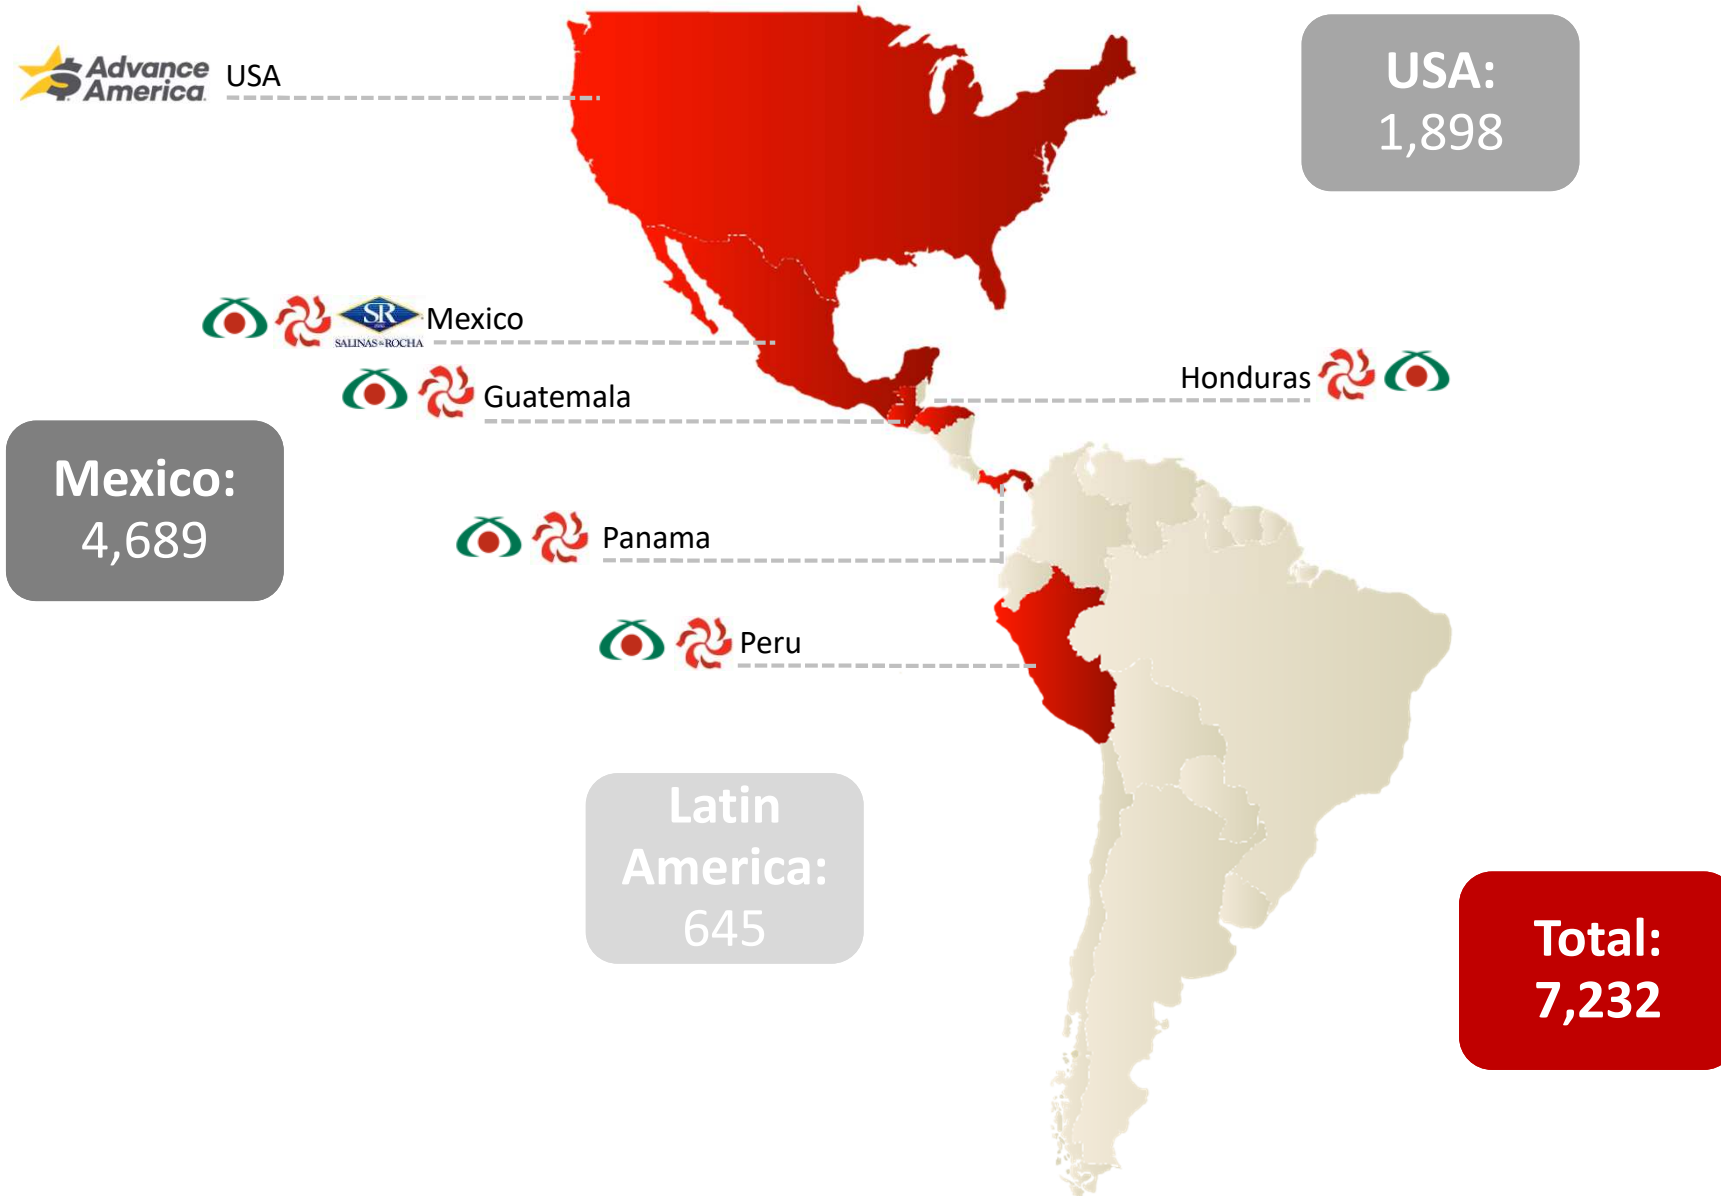 Advance
America
USA
USA:
1,898
SR
SALINAS & ROCHA
Mexico
Guatemala
Honduras
Mexico:
4,689
Panama
Peru
Latin
America:
645
Total:
7,232